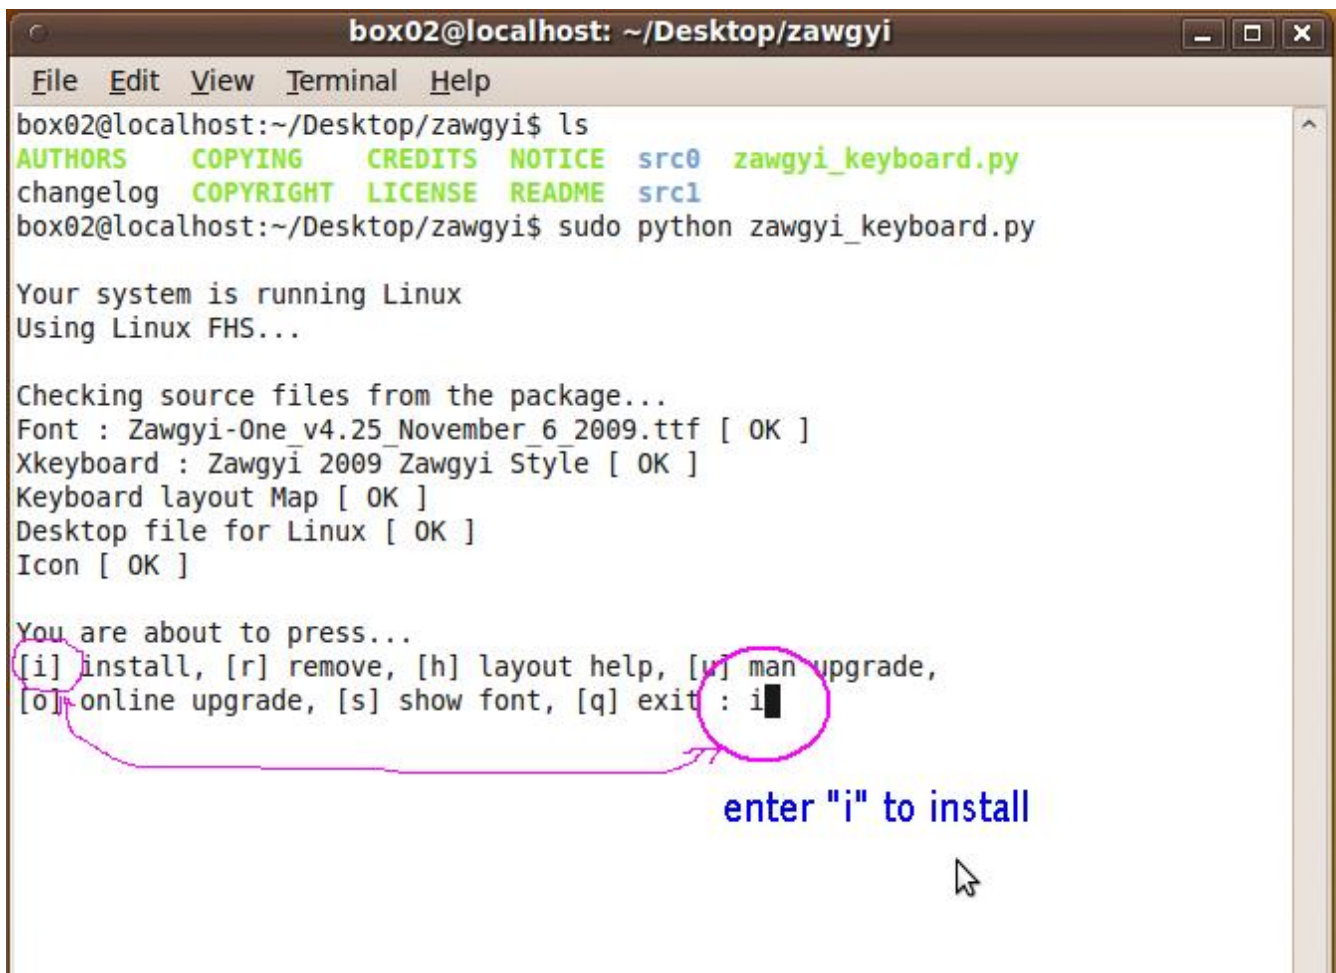 box02@localhost: ~/Desktop/zawgyi
File Edit View Terminal Help
box02@localhost:~/Desktop/zawgyi$ ls
AUTHORS COPYING CREDITS NOTICE src0 zawgyi_keyboard.py
changelog COPYRIGHT LICENSE README src1
box02@localhost:~/Desktop/zawgyi$ sudo python zawgyi_keyboard.py
Your system is running Linux
Using Linux FHS...
Checking source files from the package...
Font : Zawgyi-One_v4.25_November_6_2009.ttf [ OK ]
Xkeyboard : Zawgyi 2009 Zawgyi Style [ OK ]
Keyboard layout Map [ OK ]
Desktop file for Linux [ OK ]
Icon [ OK ]
You are about to press...
[i] install, [r] remove, [h] layout help, [u] man upgrade,
[o] online upgrade, [s] show font, [q] exit : i
enter "i" to install